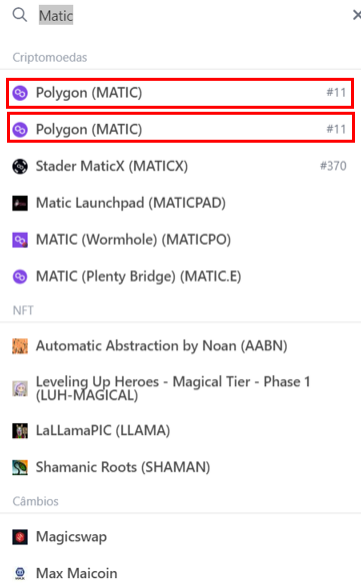 Matic
Criptomoedas
Polygon (MATIC) #11
Polygon (MATIC) #11
Stader MaticX (MATICX) #370
Matic Launchpad (MATICPAD)
MATIC (Wormhole) (MATICPO)
MATIC (Plenty Bridge) (MATIC.E)
NFT
Automatic Abstraction by Noan (AABN)
Leveling Up Heroes - Magical Tier - Phase 1
(LUH-MAGICAL)
LaLLamaPIC (LLAMA)
Shamanic Roots (SHAMAN)
Câmbios
Magicswap
Max Maicoin